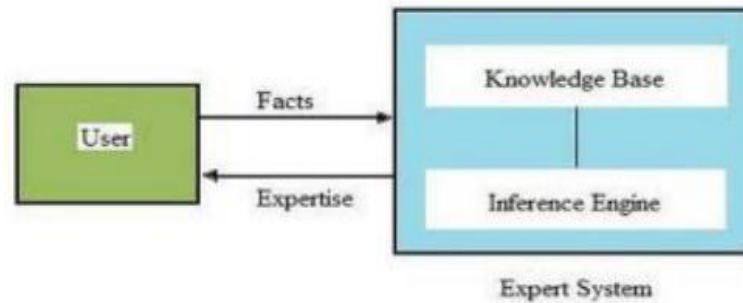 User
Facts
Expertise
Knowledge Base
Inference Engine
Expert System